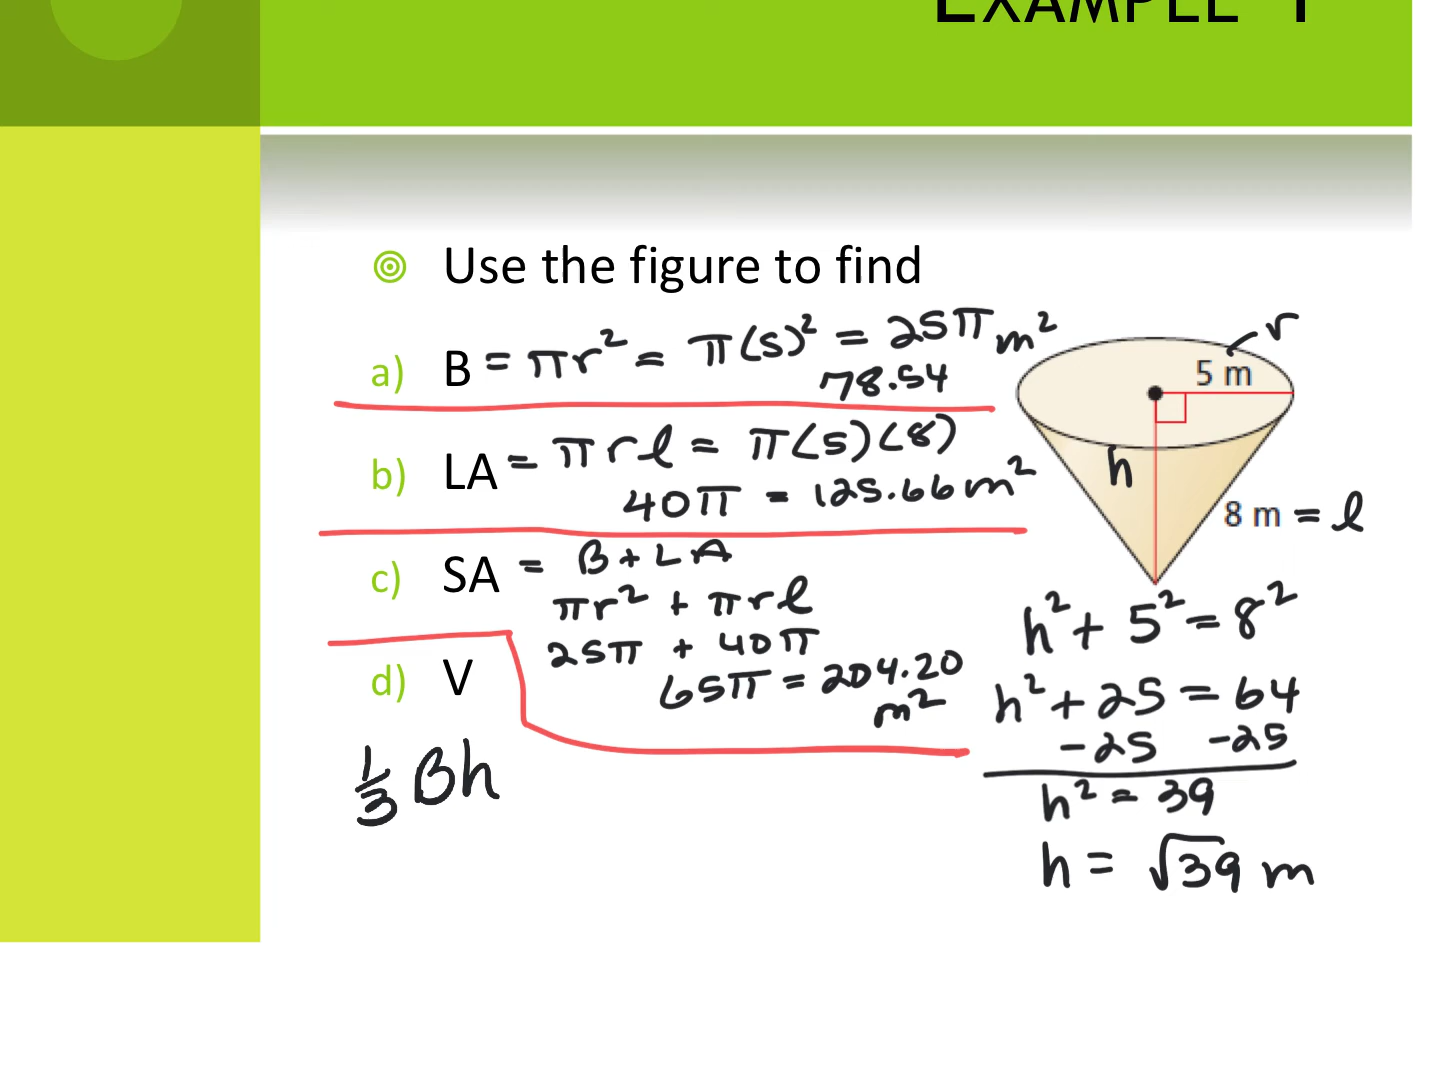 EXAMPLE 1
Use the figure to find
a) B = πr² = π(5)² = 25π m²
78.54
b) LA = πrl = π(5)(8)
40π = 125.66 m²
c) SA = B + LA
πr² + πrl
25π + 40π
65π = 204.20
m²
d) V
1/3 Bh
r
5 m
h
8 m = l
h² + 5² = 8²
h² + 25 = 64
-25 -25
h² = 39
h = √39 m